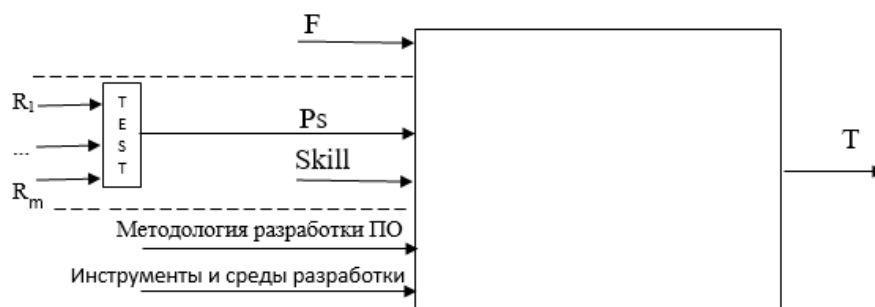 F
R1
T
E
S
T
Ps
T
...
Skill
Rm
Методология разработки ПО
Инструменты и среды разработки